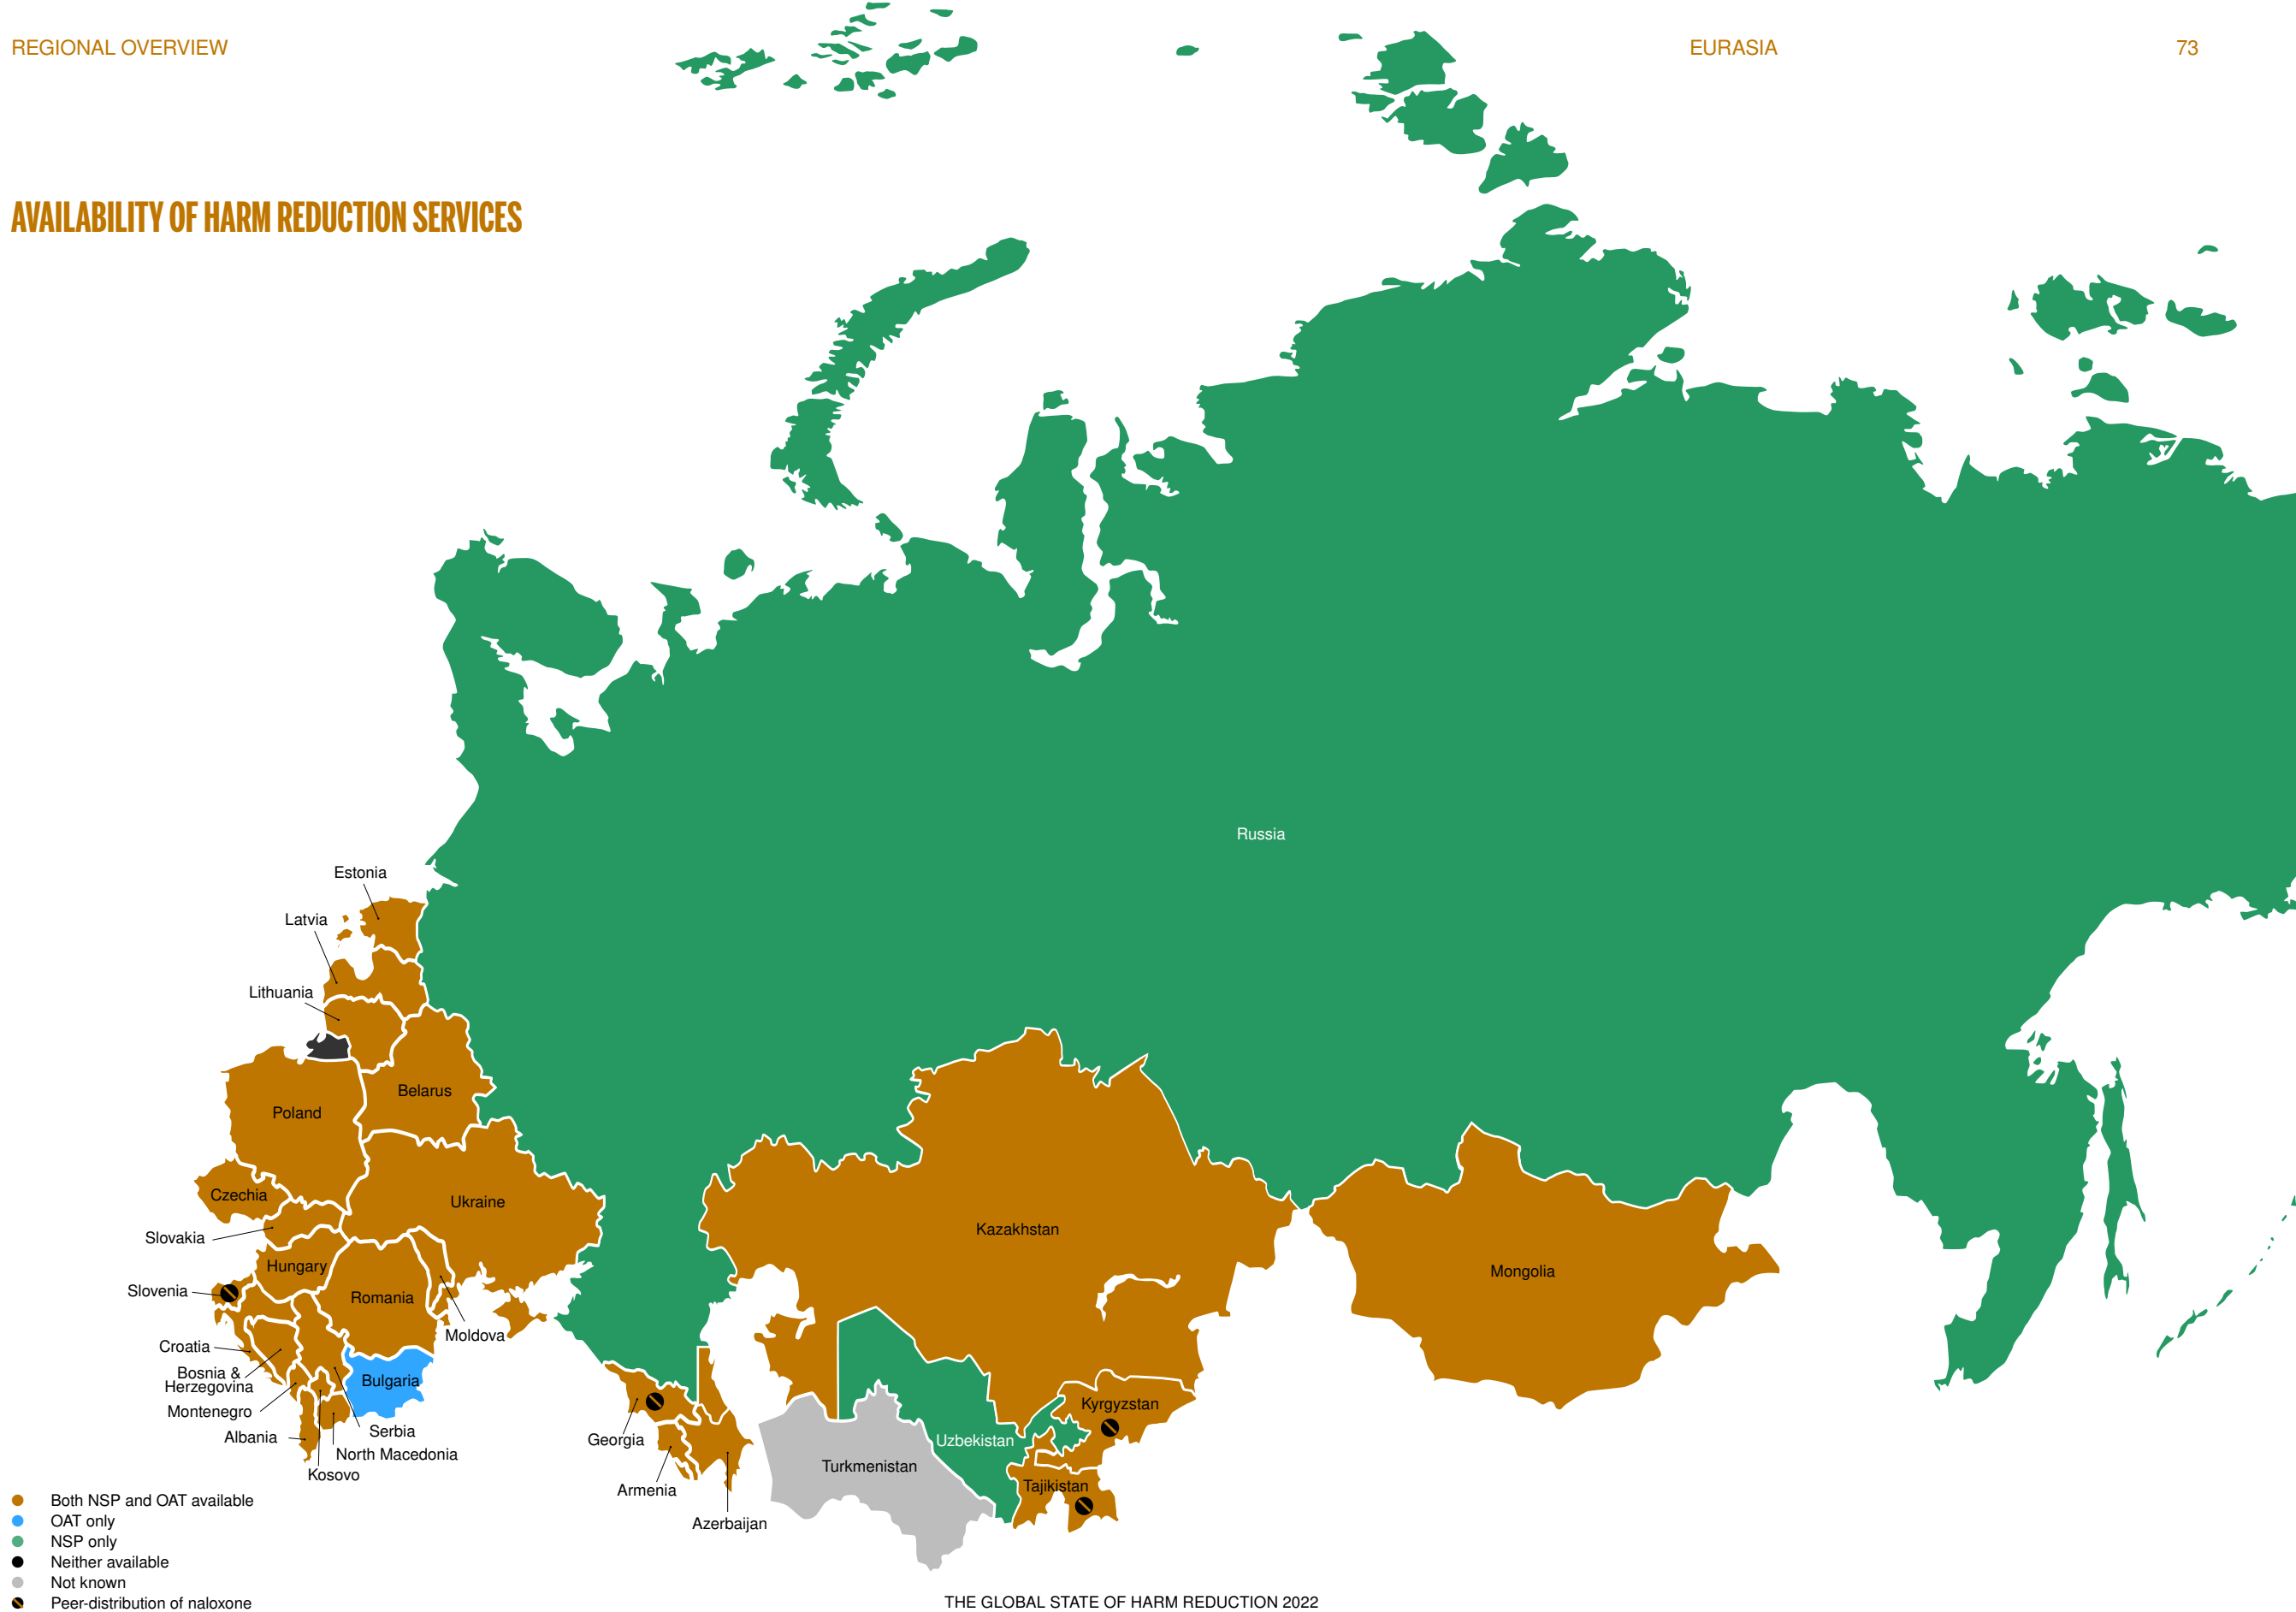 REGIONAL OVERVIEW
EURASIA
73
AVAILABILITY OF HARM REDUCTION SERVICES
Russia
Estonia
Latvia
Lithuania
Belarus
Poland
Czechia
Ukraine
Slovakia
Kazakhstan
Hungary
Mongolia
Slovenia
Romania
Moldova
Croatia
Bosnia &
Herzegovina
Bulgaria
Montenegro
Kyrgyzstan
Albania
Serbia
Georgia
Uzbekistan
North Macedonia
Turkmenistan
Kosovo
Tajikistan
Armenia
Azerbaijan
Both NSP and OAT available
OAT only
NSP only
Neither available
Not known
Peer-distribution of naloxone
THE GLOBAL STATE OF HARM REDUCTION 2022